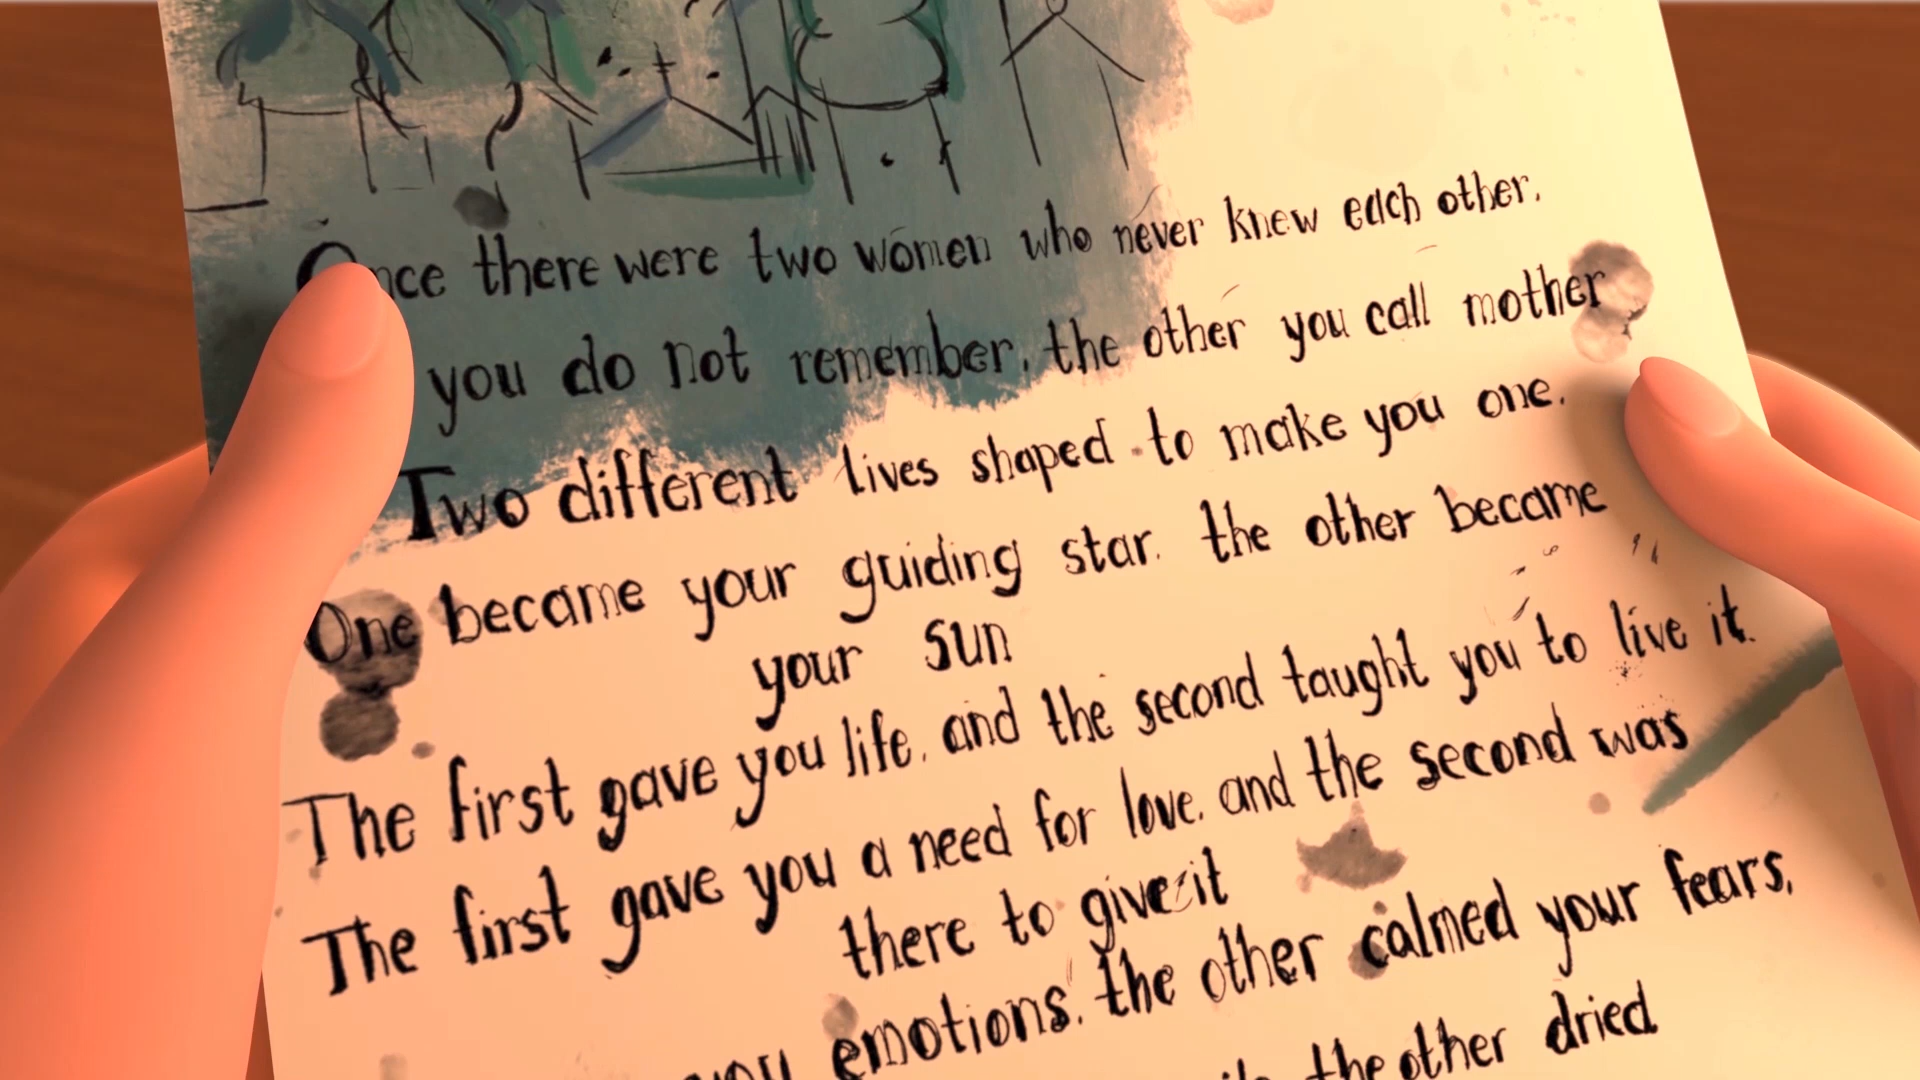 Once there were two women who never knew each other.
you do not remember. the other you call mother
Two different lives shaped to make you one.
One became your guiding star. the other became
your sun
The first gave you life. and the second taught you to live it.
The first gave you a need for love. and the second was
there to give it
you emotions. the other calmed your fears,
the other dried